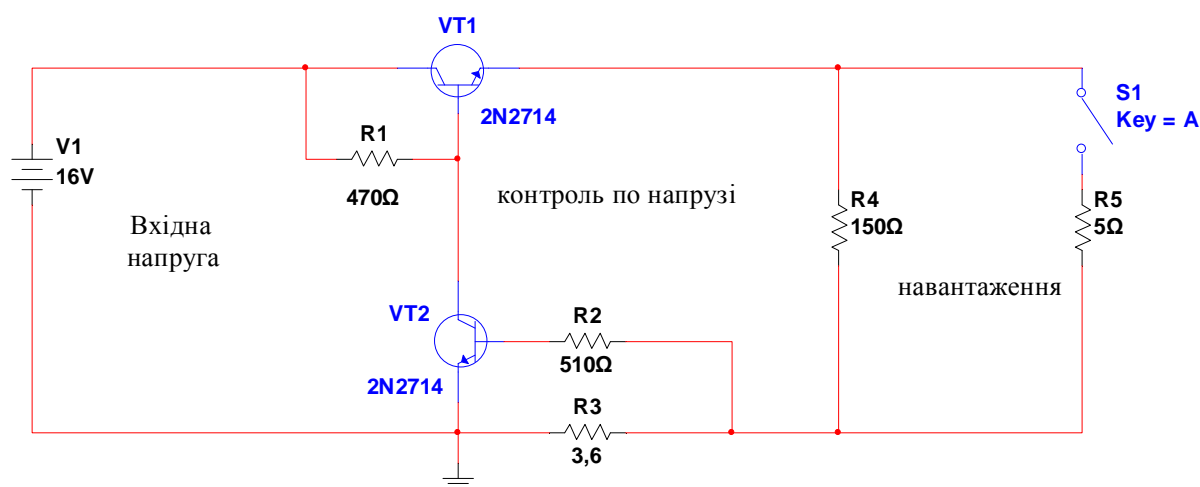 VT1
2N2714
S1
Key = A
R1
470Ω
V1
16V
контроль по напрузі
Вхідна
напруга
R4
150Ω
R5
5Ω
навантаження
VT2
2N2714
R2
510Ω
R3
3,6